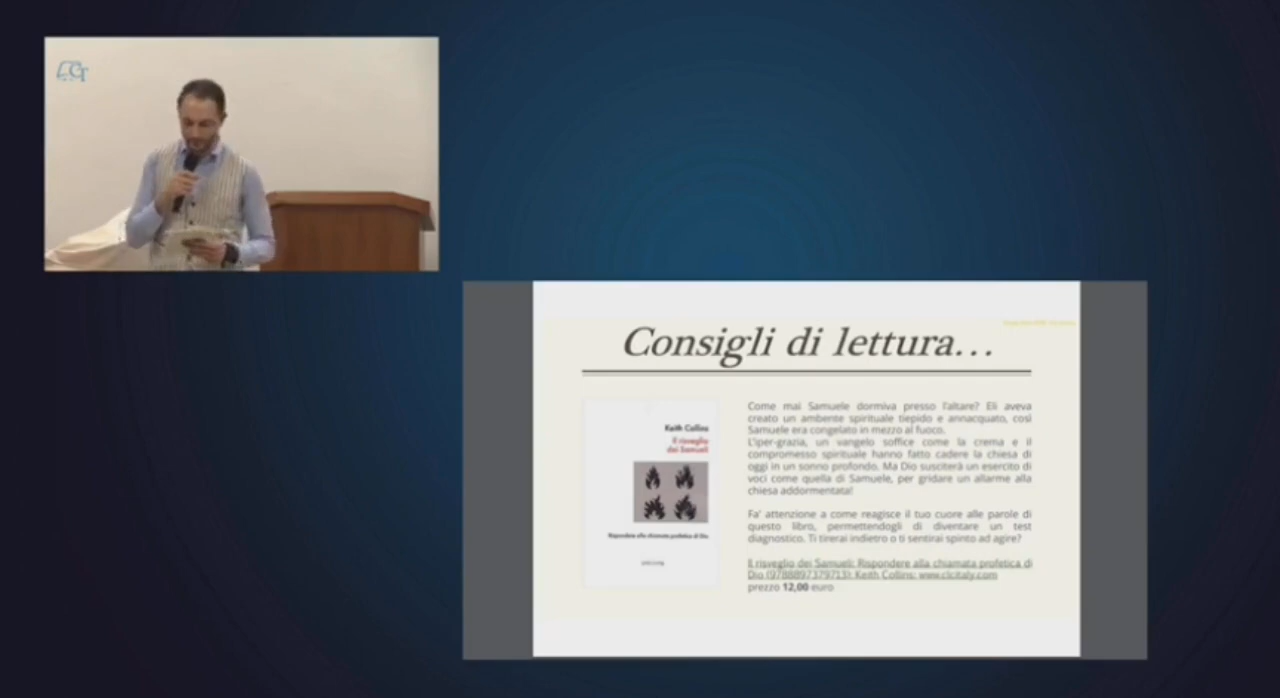 CT
Consigli di lettura...
Keith Collins
Il risveglio
dei Samueli
Rispondere alla chiamata profetica di Dio
Come mai Samuele dormiva presso l'altare? Eli aveva
creato un ambiente spirituale tiepido e annacquato, così
Samuele era congelato in mezzo al fuoco.
L'iper-grazia, un vangelo soffice come la crema e il
compromesso spirituale hanno fatto cadere la chiesa di
oggi in un sonno profondo. Ma Dio susciterà un esercito di
voci come quella di Samuele, per gridare un allarme alla
chiesa addormentata!
Fa' attenzione a come reagisce il tuo cuore alle parole di
questo libro, permettendogli di diventare un test
diagnostico. Ti tirerai indietro o ti sentirai spinto ad agire?
Il risveglio dei Samueli: Rispondere alla chiamata profetica di
Dio (9788897379713): Keith Collins: www.clcitaly.com
prezzo 12,00 euro